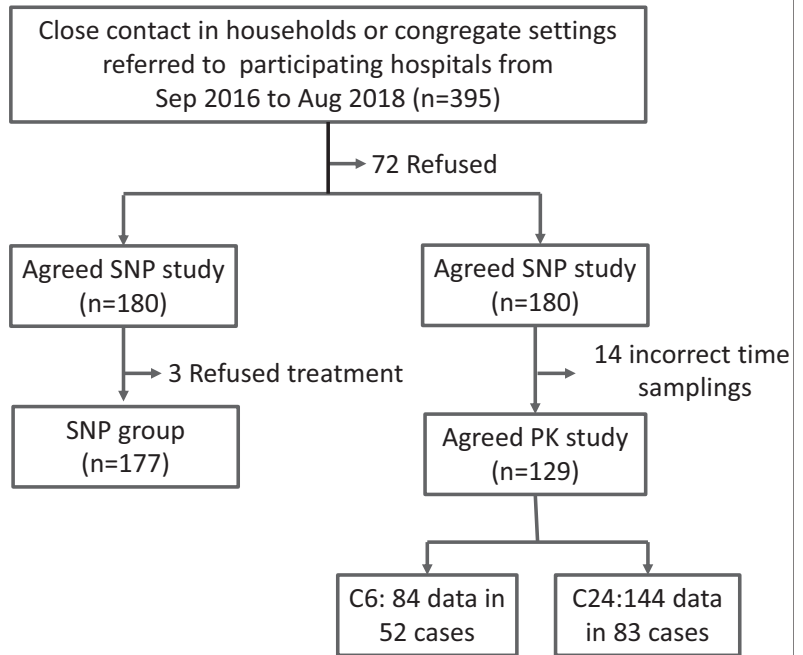 Close contact in households or congregate settings
referred to participating hospitals from
Sep 2016 to Aug 2018 (n=395)
72 Refused
Agreed SNP study
(n=180)
Agreed SNP study
(n=180)
3 Refused treatment
14 incorrect time
samplings
SNP group
(n=177)
Agreed PK study
(n=129)
C6: 84 data in
52 cases
C24:144 data
in 83 cases